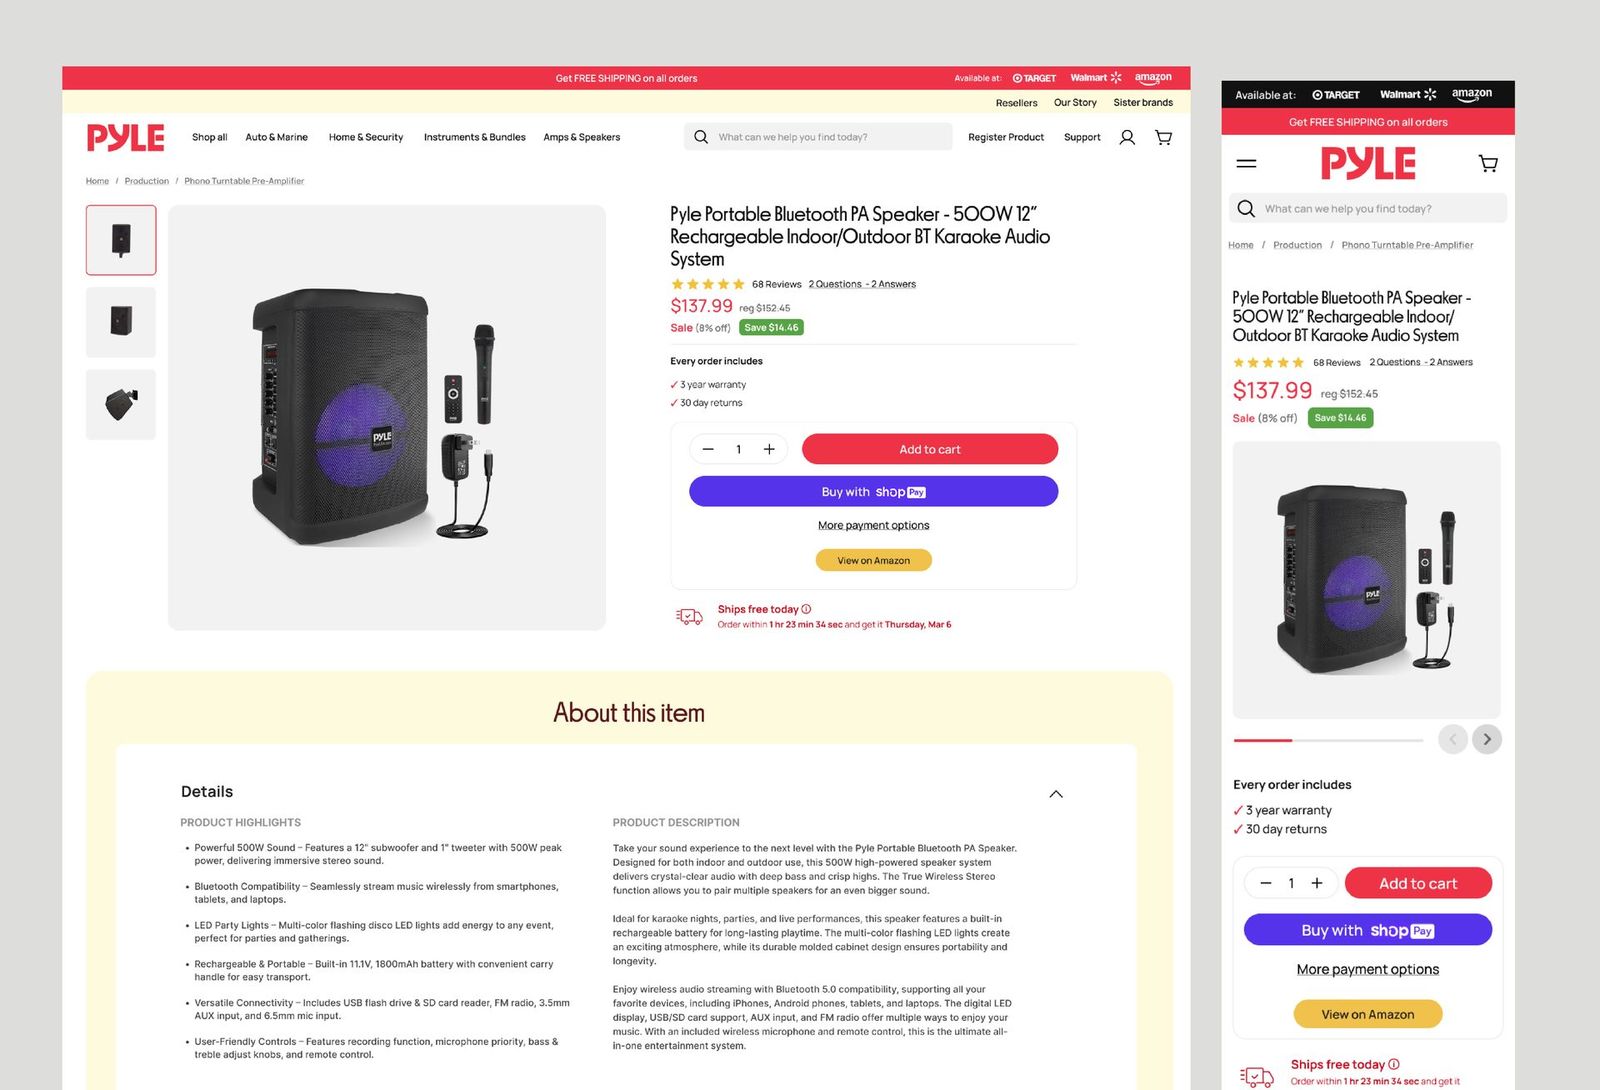 Get FREE SHIPPING on all orders
Available at: TARGET Walmart amazon
Resellers Our Story Sister brands
PYLE
Shop all Auto & Marine Home & Security Instruments & Bundles Amps & Speakers
What can we help you find today?
Register Product Support
Home / Production / Phono Turntable Pre-Amplifier
PYLE
Pyle Portable Bluetooth PA Speaker - 500W 12"
Rechargeable Indoor/Outdoor BT Karaoke Audio
System
68 Reviews 2 Questions - 2 Answers
$137.99 reg $152.45
Sale (8% off) Save $14.46
Every order includes
✓ 3 year warranty
✓ 30 day returns
− 1 + Add to cart
Buy with shop Pay
More payment options
View on Amazon
Ships free today
Order within 1 hr 23 min 34 sec and get it Thursday, Mar 6
About this item
Details
PRODUCT HIGHLIGHTS
• Powerful 500W Sound – Features a 12" subwoofer and 1" tweeter with 500W peak
power, delivering immersive stereo sound.
• Bluetooth Compatibility – Seamlessly stream music wirelessly from smartphones,
tablets, and laptops.
• LED Party Lights – Multi-color flashing disco LED lights add energy to any event,
perfect for parties and gatherings.
• Rechargeable & Portable – Built-in 11.1V, 1800mAh battery with convenient carry
handle for easy transport.
• Versatile Connectivity – Includes USB flash drive & SD card reader, FM radio, 3.5mm
AUX input, and 6.5mm mic input.
• User-Friendly Controls – Features recording function, microphone priority, bass &
treble adjust knobs, and remote control.
PRODUCT DESCRIPTION
Take your sound experience to the next level with the Pyle Portable Bluetooth PA Speaker.
Designed for both indoor and outdoor use, this 500W high-powered speaker system
delivers crystal-clear audio with deep bass and crisp highs. The True Wireless Stereo
function allows you to pair multiple speakers for an even bigger sound.
Ideal for karaoke nights, parties, and live performances, this speaker features a built-in
rechargeable battery for long-lasting playtime. The multi-color flashing LED lights create
an exciting atmosphere, while its durable molded cabinet design ensures portability and
longevity.
Enjoy wireless audio streaming with Bluetooth 5.0 compatibility, supporting all your
favorite devices, including iPhones, Android phones, tablets, and laptops. The digital LED
display, USB/SD card support, AUX input, and FM radio offer multiple ways to enjoy your
music. With an included wireless microphone and remote control, this is the ultimate all-
in-one entertainment system.
Available at: TARGET Walmart amazon
Get FREE SHIPPING on all orders
PYLE
What can we help you find today?
Home / Production / Phono Turntable Pre-Amplifier
Pyle Portable Bluetooth PA Speaker -
500W 12" Rechargeable Indoor/
Outdoor BT Karaoke Audio System
68 Reviews 2 Questions - 2 Answers
$137.99 reg $152.45
Sale (8% off) Save $14.46
PYLE
Every order includes
✓ 3 year warranty
✓ 30 day returns
− 1 + Add to cart
Buy with shop Pay
More payment options
View on Amazon
Ships free today
Order within 1 hr 23 min 34 sec and get it